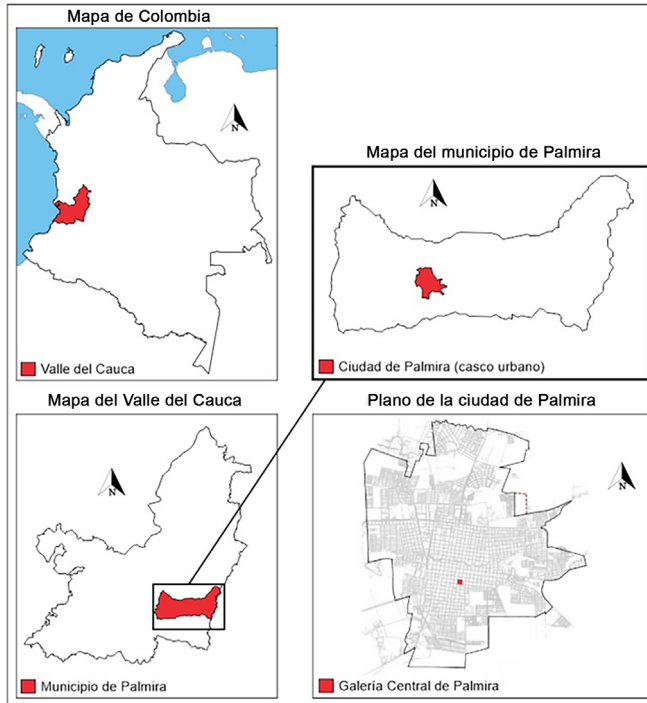 Mapa de Colombia
N
Valle del Cauca
Mapa del municipio de Palmira
N
Ciudad de Palmira (casco urbano)
Mapa del Valle del Cauca
N
Municipio de Palmira
Plano de la ciudad de Palmira
N
Galería Central de Palmira